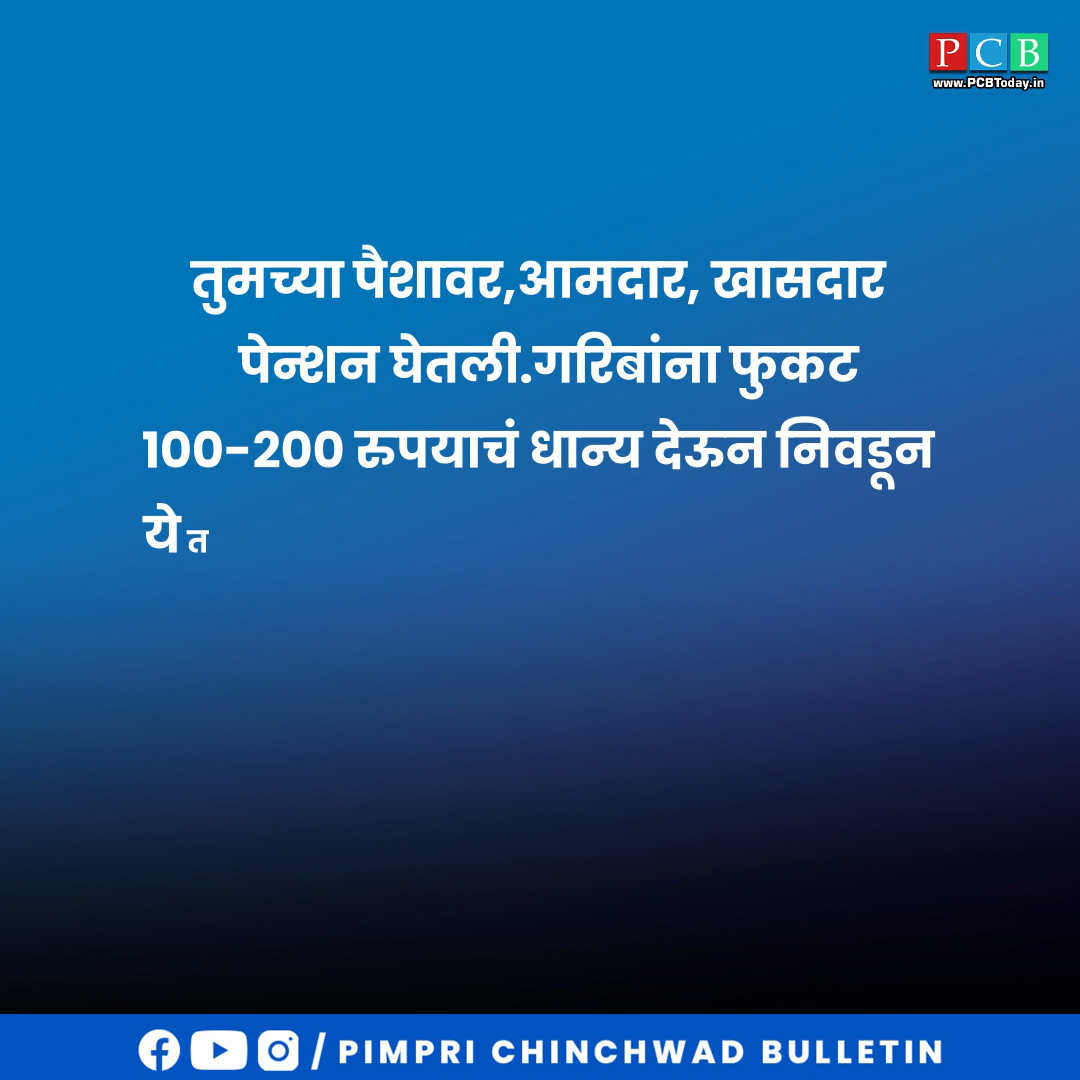 PCB
www.PCBToday.in
तुमच्या पैशावर,आमदार, खासदार
पेन्शन घेतली.गरिबांना फुकट
100-200 रुपयाचं धान्य देऊन निवडून
ये त
/ PIMPRI CHINCHWAD BULLETIN